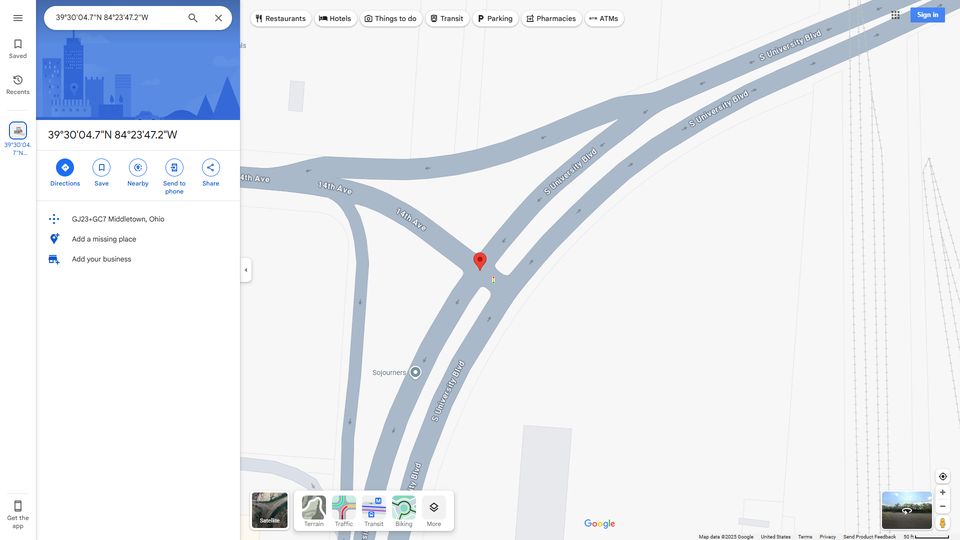 39°30'04.7"N 84°23'47.2"W
Restaurants
Hotels
Things to do
Transit
Parking
Pharmacies
ATMs
Sign in
Saved
Recents
39°30'04.
7"N…
39°30'04.7"N 84°23'47.2"W
Directions
Save
Nearby
Send to
phone
Share
GJ23+GC7 Middletown, Ohio
Add a missing place
Add your business
Get the
app
S University Blvd
S University Blvd
S University Blvd
14th Ave
14th Ave
14th Ave
Sojourners
S University Blvd
Satellite
Terrain
Traffic
Transit
Biking
More
Google
Map data ©2025 Google
United States
Terms
Privacy
Send Product Feedback
50 ft